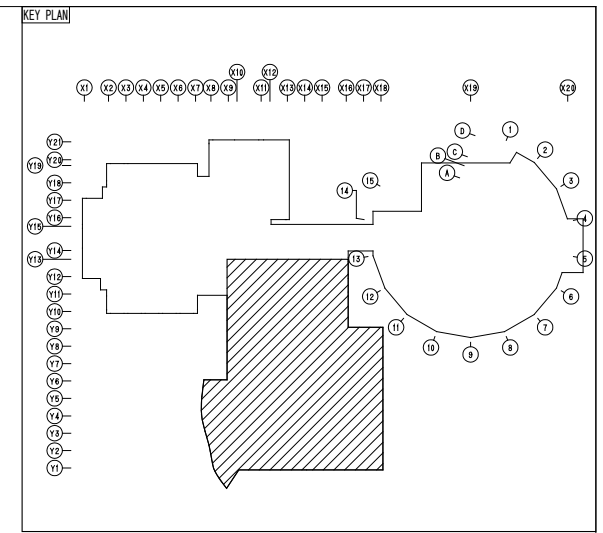 KEY PLAN
X10 X12
X1 X2 X3 X4 X5 X6 X7 X8 X9 X11 X13 X14 X15 X16 X17 X18 X19 X20
D 1
Y21
C 2
B
Y20
Y19
A
15 3
Y18
14
Y17
Y16 4
Y15
Y14
13 5
Y13
Y12
12 6
Y11
Y10
11 7
Y9
10 8
Y8
9
Y7
Y6
Y5
Y4
Y3
Y2
Y1